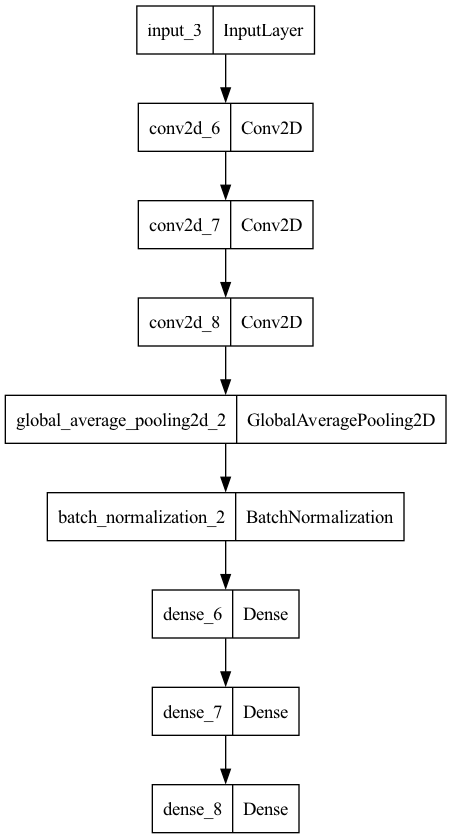 input_3 InputLayer
conv2d_6 Conv2D
conv2d_7 Conv2D
conv2d_8 Conv2D
global_average_pooling2d_2 GlobalAveragePooling2D
batch_normalization_2 BatchNormalization
dense_6 Dense
dense_7 Dense
dense_8 Dense